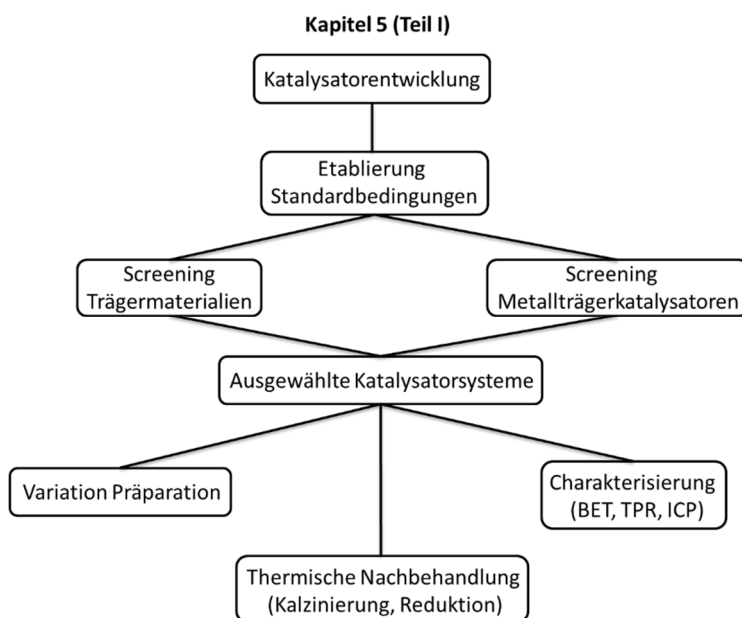 Kapitel 5 (Teil I)
Katalysatorentwicklung
Etablierung
Standardbedingungen
Screening
Trägermaterialien
Screening
Metallträgerkatalysatoren
Ausgewählte Katalysatorsysteme
Variation Präparation
Charakterisierung
(BET, TPR, ICP)
Thermische Nachbehandlung
(Kalzinierung, Reduktion)